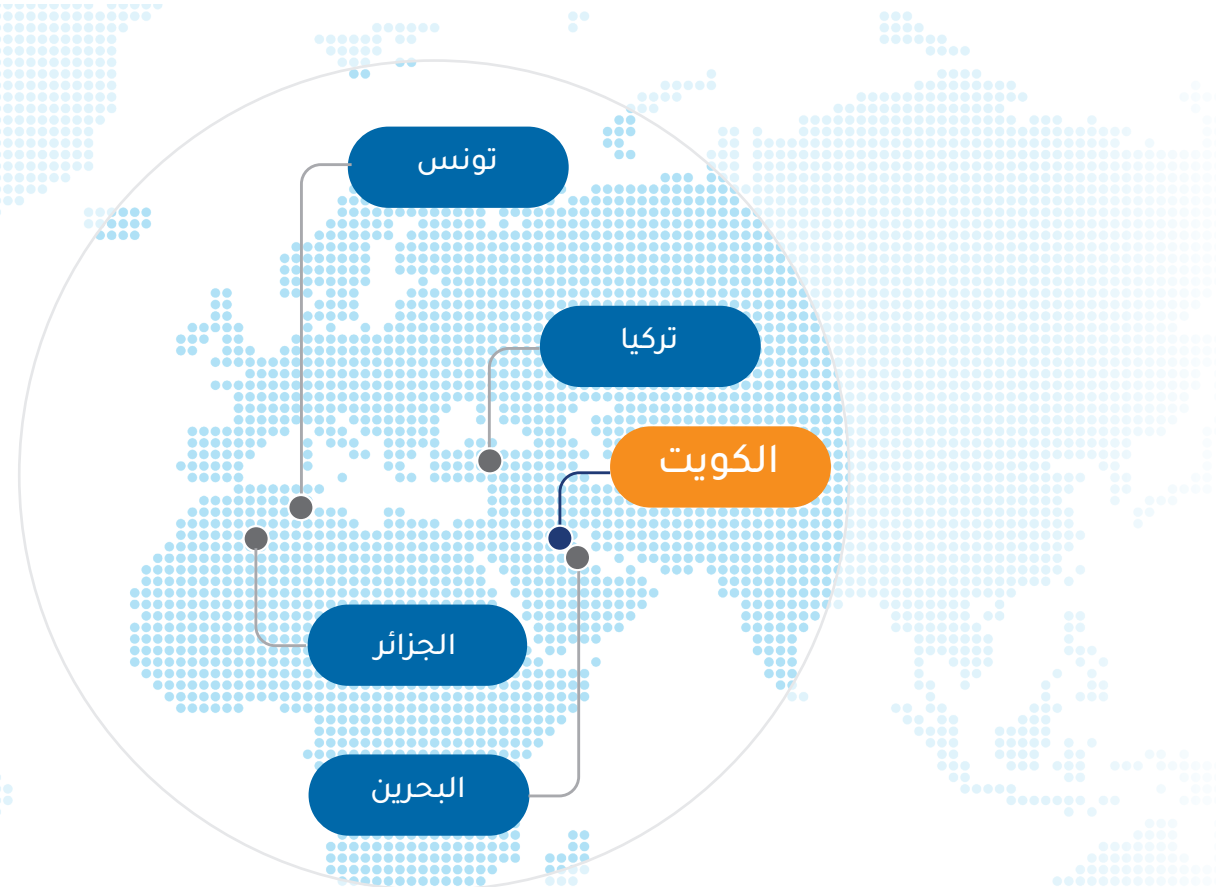 تونس
تركيا
الكويت
الجزائر
البحرين